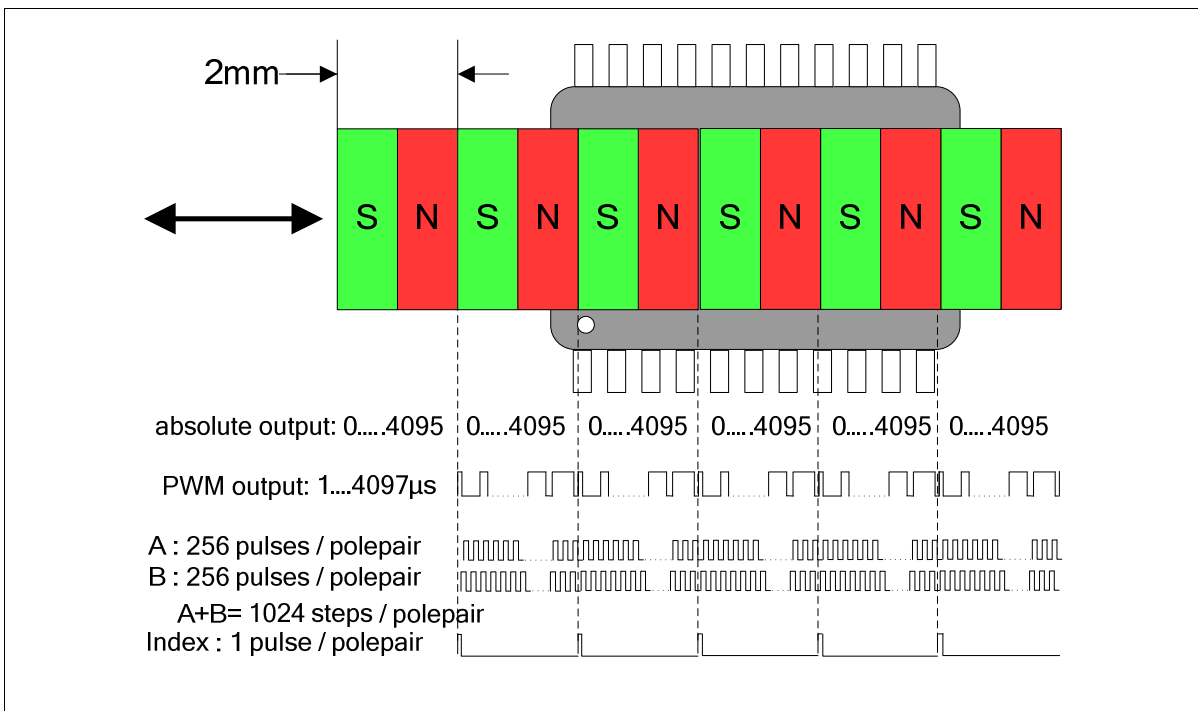 2mm
S N S N S N S N S N S N
absolute output: 0.....4095 0.....4095 0.....4095 0.....4095 0.....4095 0.....4095
PWM output: 1....4097µs
A : 256 pulses / polepair
B : 256 pulses / polepair
A+B= 1024 steps / polepair
Index : 1 pulse / polepair